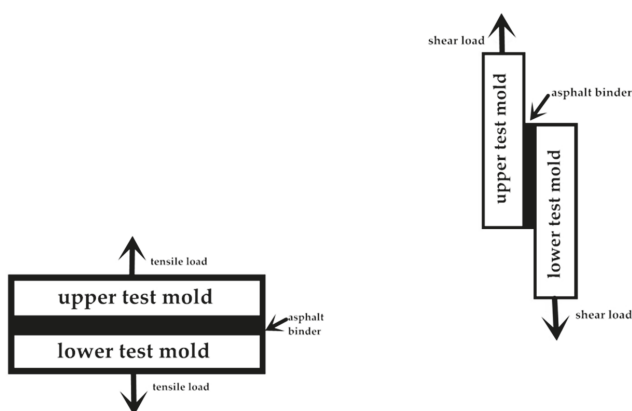 tensile load
upper test mold
asphalt
binder
lower test mold
tensile load
shear load
asphalt binder
upper test mold
lower test mold
shear load